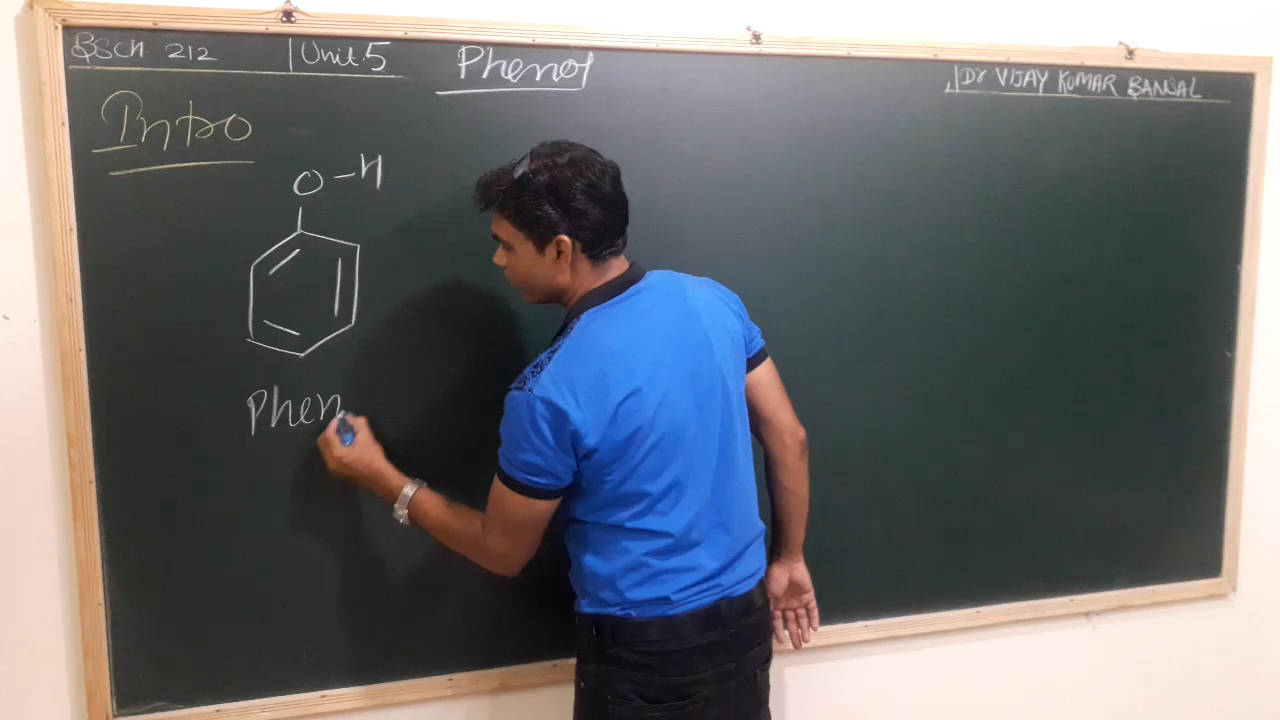 BSCH 212 | Unit.5
Phenol
Dr VIJAY KUMAR BANSAL
Intro
O-H
Phen